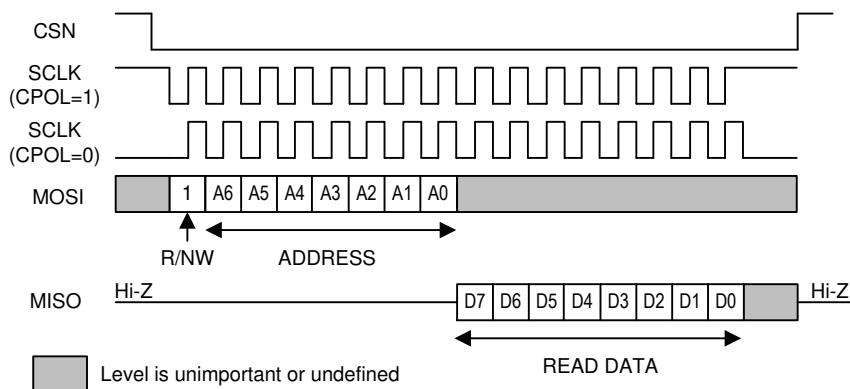 CSN
SCLK
(CPOL=1)
SCLK
(CPOL=0)
MOSI
1 A6 A5 A4 A3 A2 A1 A0
R/NW
ADDRESS
MISO
Hi-Z
D7 D6 D5 D4 D3 D2 D1 D0
Hi-Z
READ DATA
Level is unimportant or undefined